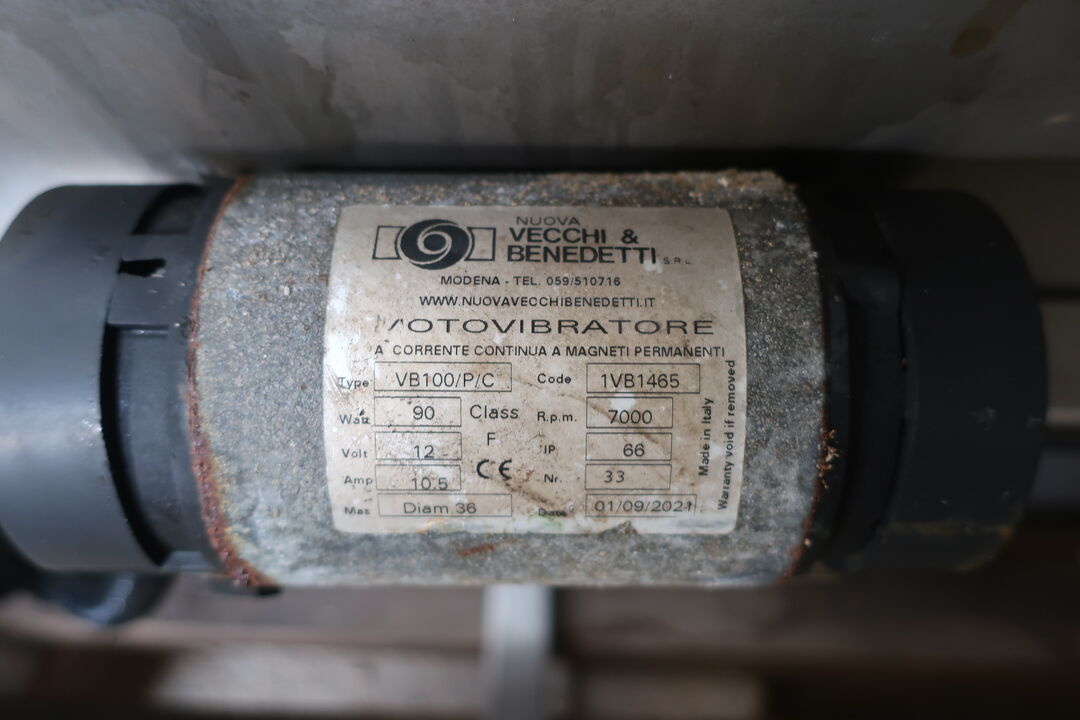 NUOVA
VECCHI &
BENEDETTI S.R.L.
MODENA - TEL. 059/510716
WWW.NUOVAVECCHIBENEDETTI.IT
MOTOVIBRATORE
A CORRENTE CONTINUA A MAGNETI PERMANENTI
Type VB100/P/C Code 1VB1465
Watz 90 Class F R.p.m. 7000
Volt 12 IP 66
Amp 10.5 CE Nr. 33
Mas Diam.36 Date 01/09/2021
Made in Italy
Warranty void if removed